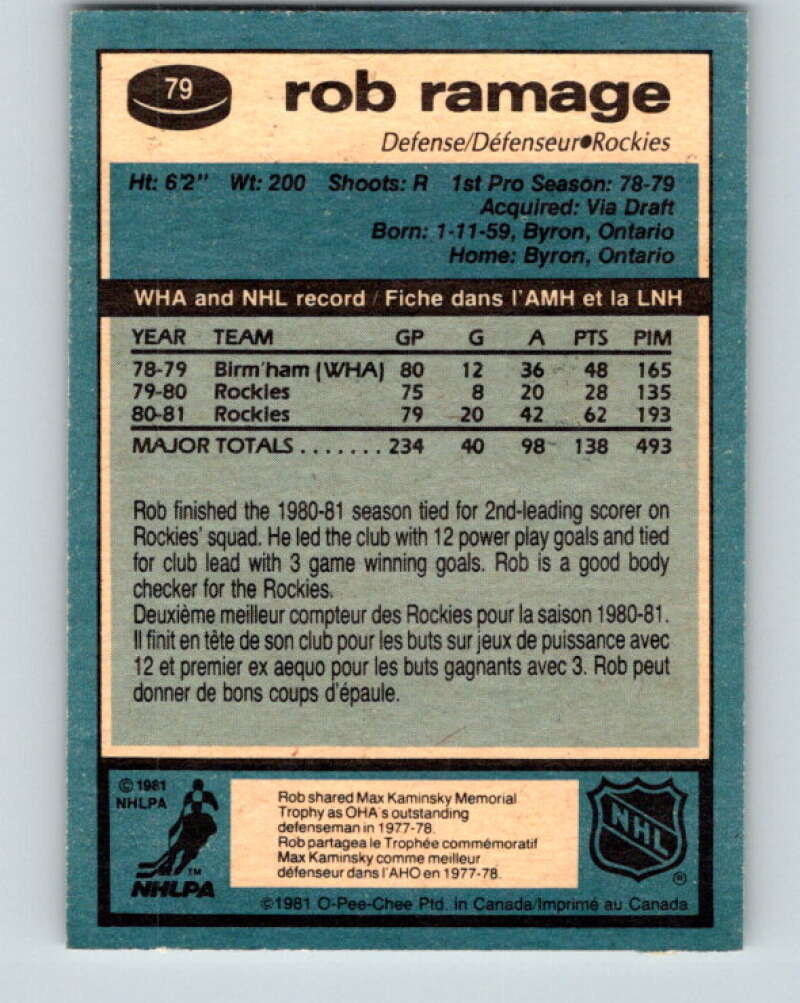 79
rob ramage
Defense/Défenseur●Rockies
Ht: 6'2" Wt: 200 Shoots: R 1st Pro Season: 78-79
Acquired: Via Draft
Born: 1-11-59, Byron, Ontario
Home: Byron, Ontario
WHA and NHL record / Fiche dans l'AMH et la LNH
YEAR TEAM GP G A PTS PIM
78-79 Birm'ham (WHA) 80 12 36 48 165
79-80 Rockies 75 8 20 28 135
80-81 Rockies 79 20 42 62 193
MAJOR TOTALS . . . . . . . 234 40 98 138 493
Rob finished the 1980-81 season tied for 2nd-leading scorer on
Rockies' squad. He led the club with 12 power play goals and tied
for club lead with 3 game winning goals. Rob is a good body
checker for the Rockies.
Deuxième meilleur compteur des Rockies pour la saison 1980-81.
Il finit en tête de son club pour les buts sur jeux de puissance avec
12 et premier ex aequo pour les buts gagnants avec 3. Rob peut
donner de bons coups d'épaule.
© 1981
NHLPA
TM
NHLPA
Rob shared Max Kaminsky Memorial
Trophy as OHA's outstanding
defenseman in 1977-78.
Rob partagea le Trophée commémoratif
Max Kaminsky comme meilleur
défenseur dans l'AHO en 1977-78.
NHL
®
©1981 O-Pee-Chee Ptd. in Canada/Imprimé au Canada